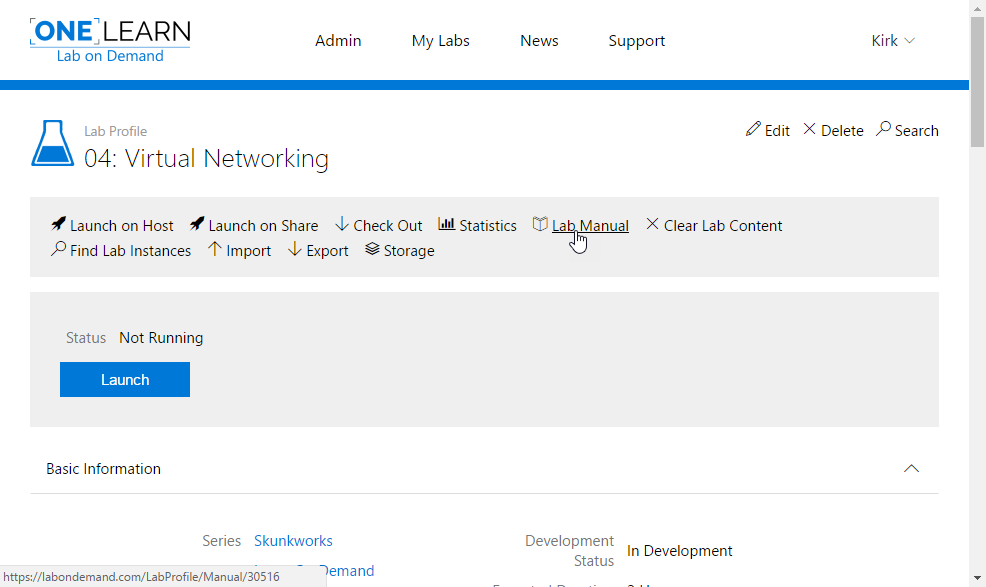 ONE LEARN
Lab on Demand
Admin My Labs News Support Kirk
Lab Profile
04: Virtual Networking
Edit Delete Search
Launch on Host Launch on Share Check Out Statistics Lab Manual Clear Lab Content
Find Lab Instances Import Export Storage
Status Not Running
Launch
Basic Information
Series Skunkworks
Development Status In Development
Demand
https://labondemand.com/LabProfile/Manual/30516